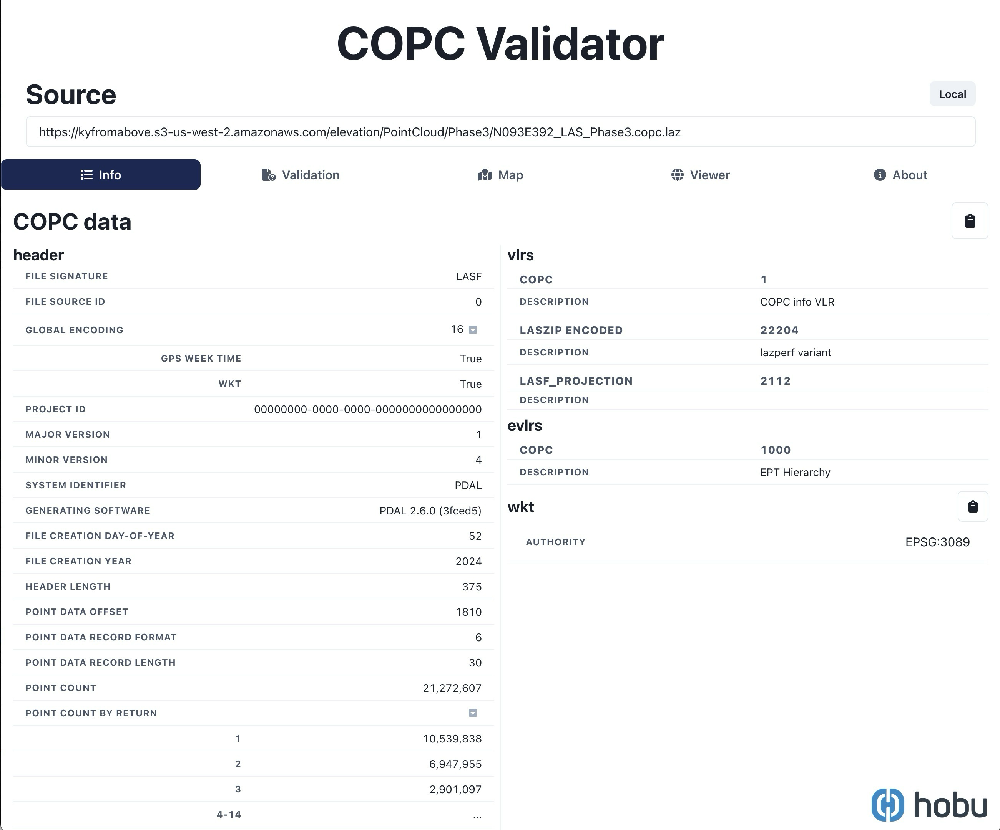 COPC Validator
Source
Local
https://kyfromabove.s3-us-west-2.amazonaws.com/elevation/PointCloud/Phase3/N093E392_LAS_Phase3.copc.laz
Info Validation Map Viewer About
COPC data
header
FILE SIGNATURE LASF
FILE SOURCE ID 0
GLOBAL ENCODING 16
GPS WEEK TIME True
WKT True
PROJECT ID 00000000-0000-0000-0000000000000000
MAJOR VERSION 1
MINOR VERSION 4
SYSTEM IDENTIFIER PDAL
GENERATING SOFTWARE PDAL 2.6.0 (3fced5)
FILE CREATION DAY-OF-YEAR 52
FILE CREATION YEAR 2024
HEADER LENGTH 375
POINT DATA OFFSET 1810
POINT DATA RECORD FORMAT 6
POINT DATA RECORD LENGTH 30
POINT COUNT 21,272,607
POINT COUNT BY RETURN
1 10,539,838
2 6,947,955
3 2,901,097
4-14 ...
vlrs
COPC 1
DESCRIPTION COPC info VLR
LASZIP ENCODED 22204
DESCRIPTION lazperf variant
LASF_PROJECTION 2112
DESCRIPTION
evlrs
COPC 1000
DESCRIPTION EPT Hierarchy
wkt
AUTHORITY EPSG:3089
hobu